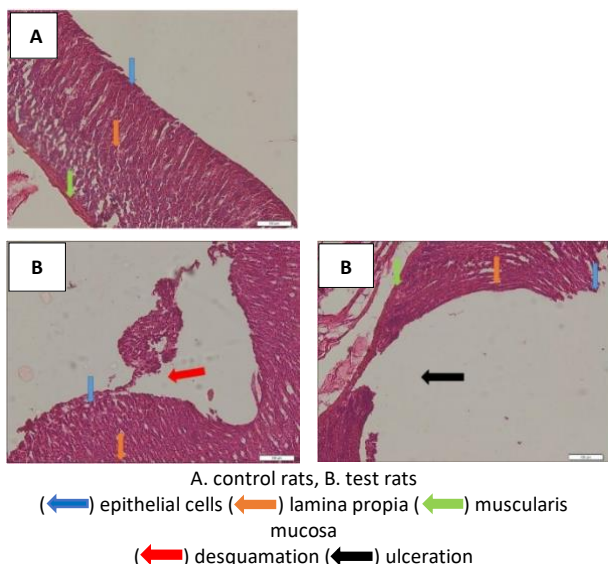 A
B
B
A. control rats, B. test rats
() epithelial cells () lamina propia () muscularis
mucosa
() desquamation () ulceration